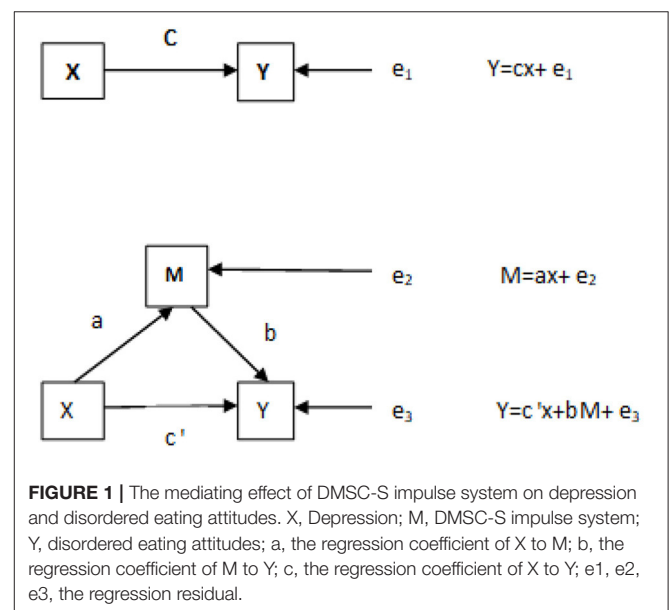 C
X Y e₁ Y=cx+ e₁
M e₂ M=ax+ e₂
a b
X Y e₃ Y=c'x+bM+ e₃
c'
FIGURE 1 | The mediating effect of DMSC-S impulse system on depression
and disordered eating attitudes. X, Depression; M, DMSC-S impulse system;
Y, disordered eating attitudes; a, the regression coefficient of X to M; b, the
regression coefficient of M to Y; c, the regression coefficient of X to Y; e1, e2,
e3, the regression residual.